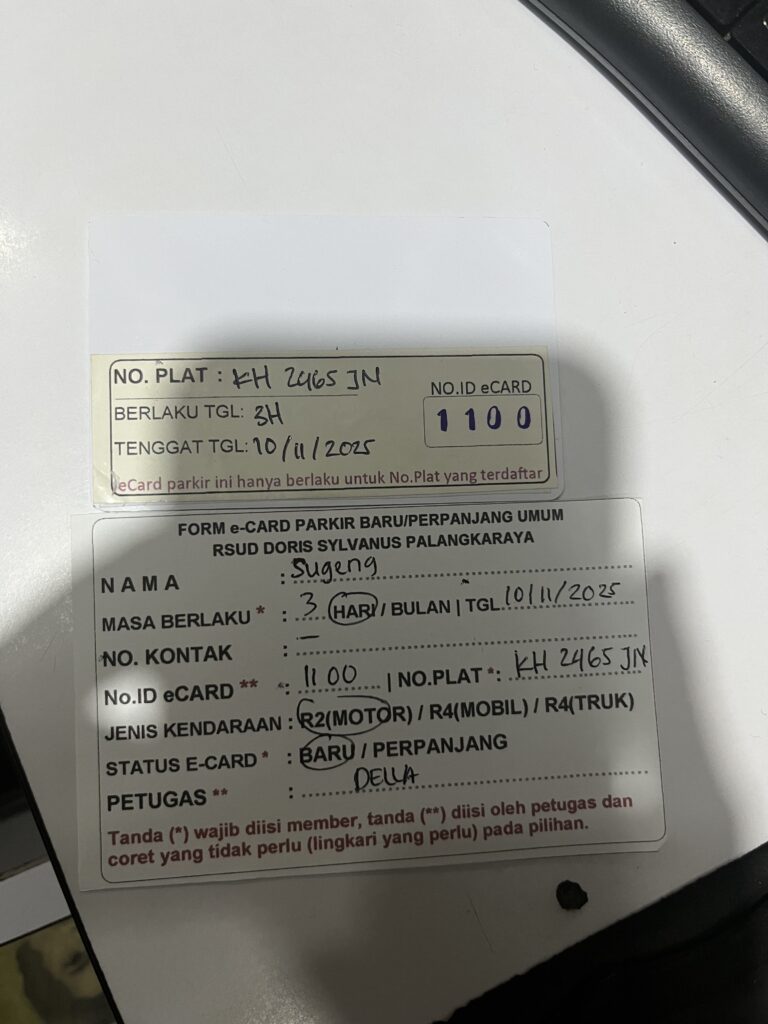 NO. PLAT : KH 2465 JN
BERLAKU TGL: 3H
TENGGAT TGL: 10/11/2025
NO.ID eCARD
1100
eCard parkir ini hanya berlaku untuk No.Plat yang terdaftar
FORM e-CARD PARKIR BARU/PERPANJANG UMUM
RSUD DORIS SYLVANUS PALANGKARAYA
NAMA : Sugeng
MASA BERLAKU * : 3 HARI / BULAN | TGL 10/11/2025
NO. KONTAK : –
No.ID eCARD ** : 1100 | NO.PLAT *: KH 2465 JN
JENIS KENDARAAN : R2(MOTOR) / R4(MOBIL) / R4(TRUK)
STATUS E-CARD * : BARU / PERPANJANG
PETUGAS ** : DELLA
Tanda (*) wajib diisi member, tanda (**) diisi oleh petugas dan
coret yang tidak perlu (lingkari yang perlu) pada pilihan.